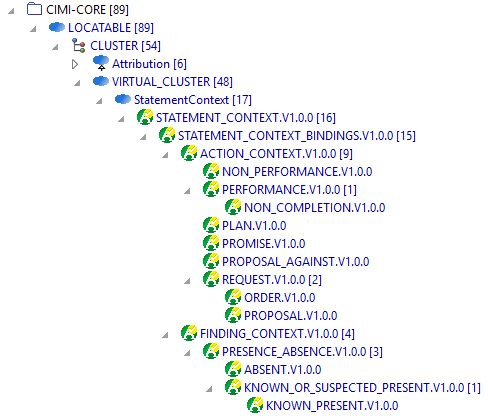 CIMI-CORE [89]
LOCATABLE [89]
CLUSTER [54]
Attribution [6]
VIRTUAL_CLUSTER [48]
StatementContext [17]
STATEMENT_CONTEXT.V1.0.0 [16]
STATEMENT_CONTEXT_BINDINGS.V1.0.0 [15]
ACTION_CONTEXT.V1.0.0 [9]
NON_PERFORMANCE.V1.0.0
PERFORMANCE.V1.0.0 [1]
NON_COMPLETION.V1.0.0
PLAN.V1.0.0
PROMISE.V1.0.0
PROPOSAL_AGAINST.V1.0.0
REQUEST.V1.0.0 [2]
ORDER.V1.0.0
PROPOSAL.V1.0.0
FINDING_CONTEXT.V1.0.0 [4]
PRESENCE_ABSENCE.V1.0.0 [3]
ABSENT.V1.0.0
KNOWN_OR_SUSPECTED_PRESENT.V1.0.0 [1]
KNOWN_PRESENT.V1.0.0